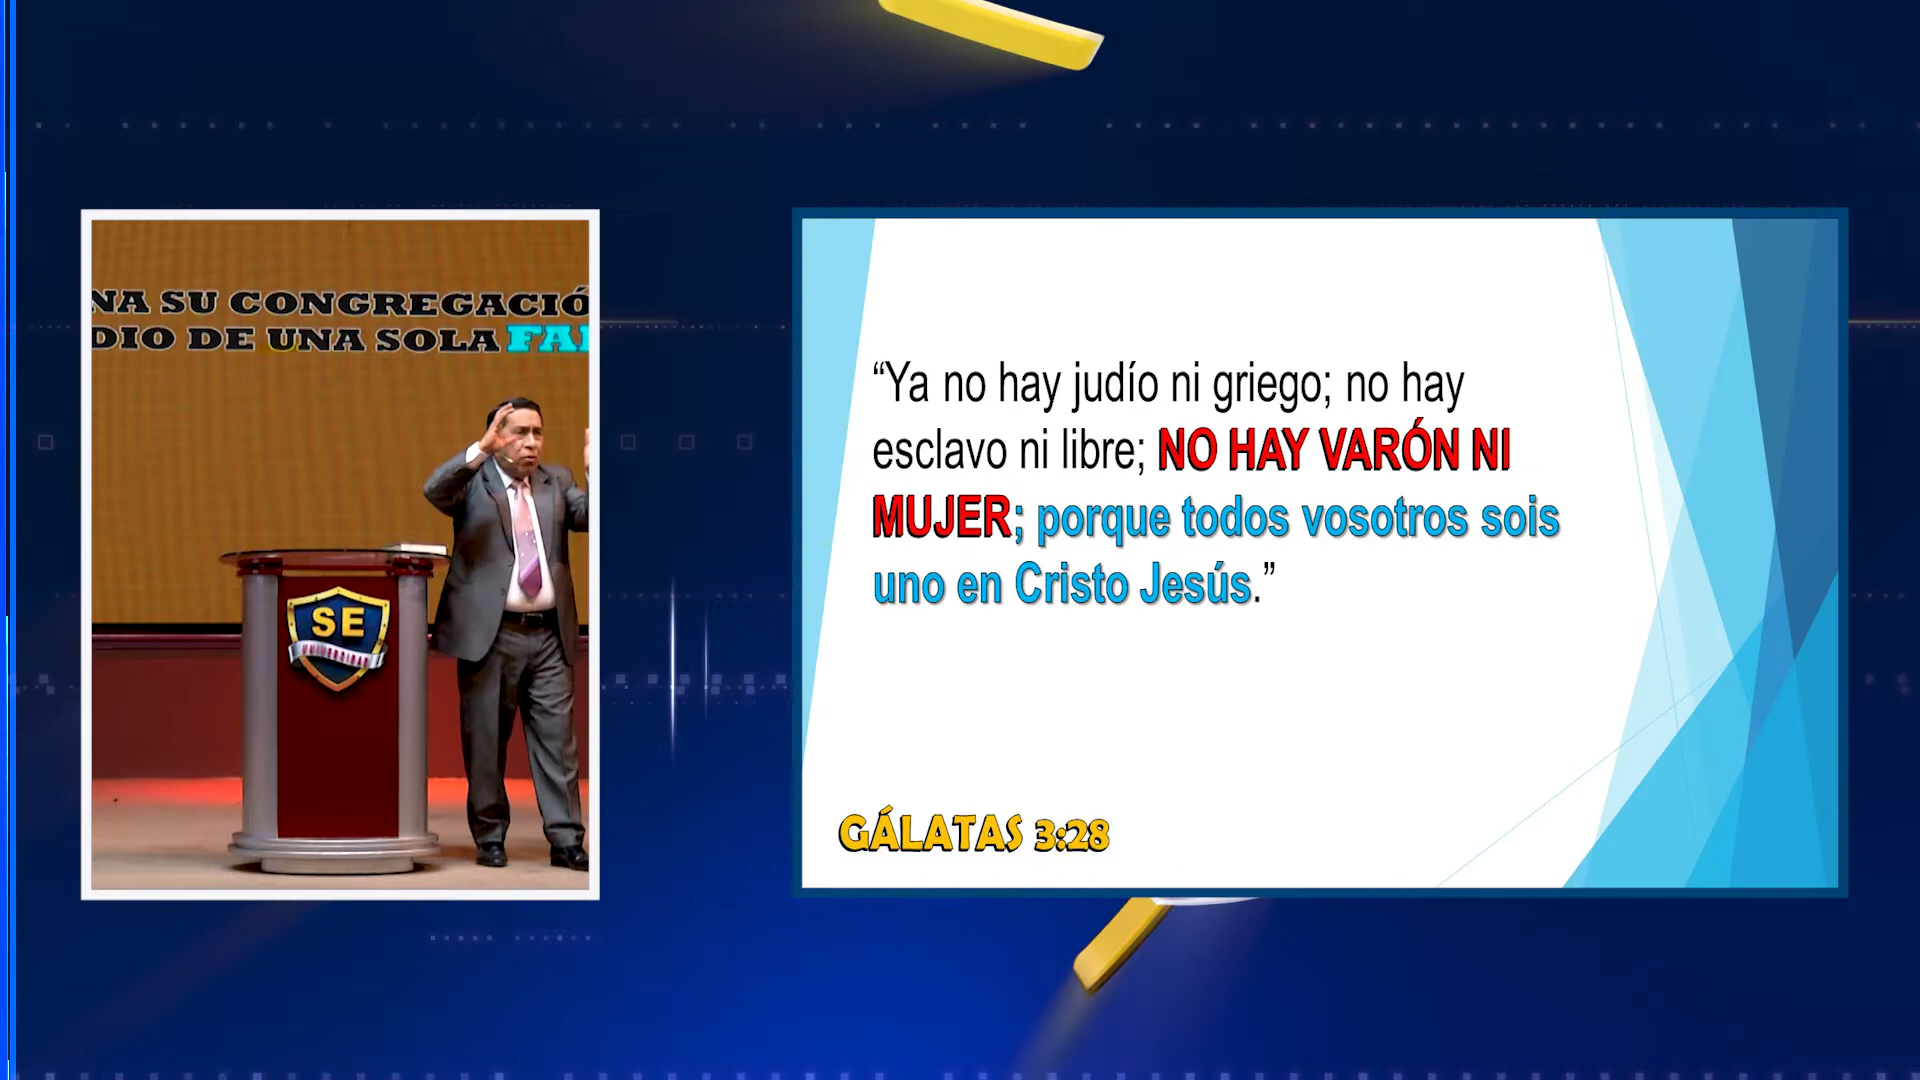 NA SU CONGREGACIÓ
DIO DE UNA SOLA FA
SE
UNIVERSIDAD
“Ya no hay judío ni griego; no hay
esclavo ni libre; NO HAY VARÓN NI
MUJER; porque todos vosotros sois
uno en Cristo Jesús.”
GÁLATAS 3:28